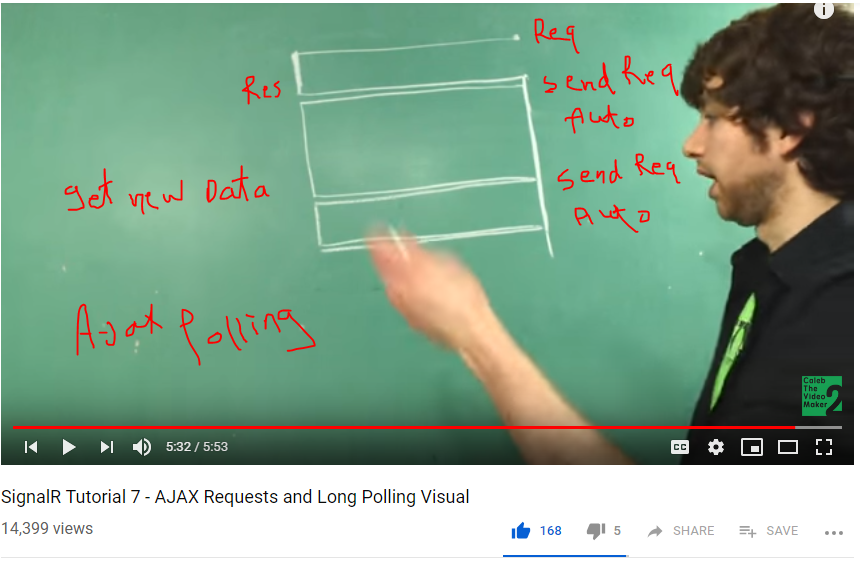 Req
Res
send Req
Auto
get new Data
send Req
Auto
Ajax Polling
Caleb
The
Video
Maker 2
5:32 / 5:53
CC
SignalR Tutorial 7 - AJAX Requests and Long Polling Visual
14,399 views
168
5
SHARE
SAVE